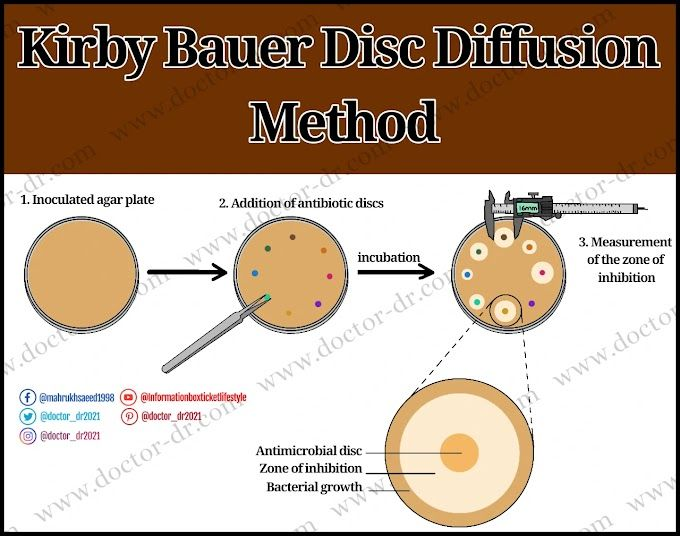 Kirby Bauer Disc Diffusion
Method
1. Inoculated agar plate
2. Addition of antibiotic discs
incubation
16mm
3. Measurement
of the zone of
inhibition
@mahrukhsaeed1998
@informationboxticketlifestyle
@doctor_dr2021
@doctor_dr2021
@doctor_dr2021
Antimicrobial disc
Zone of inhibition
Bacterial growth
www.doctor-dr.com